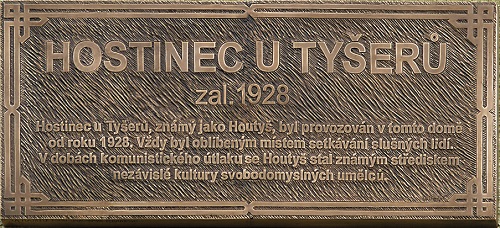 HOSTINEC U TYŠERŮ
zal. 1928
Hostinec u Tyšerů, známý jako Houtyš, byl provozován v tomto domě
od roku 1928. Vždy byl oblíbeným místem setkávání slušných lidí.
V dobách komunistického útlaku se Houtyš stal známým střediskem
nezávislé kultury svobodomyslných umělců.